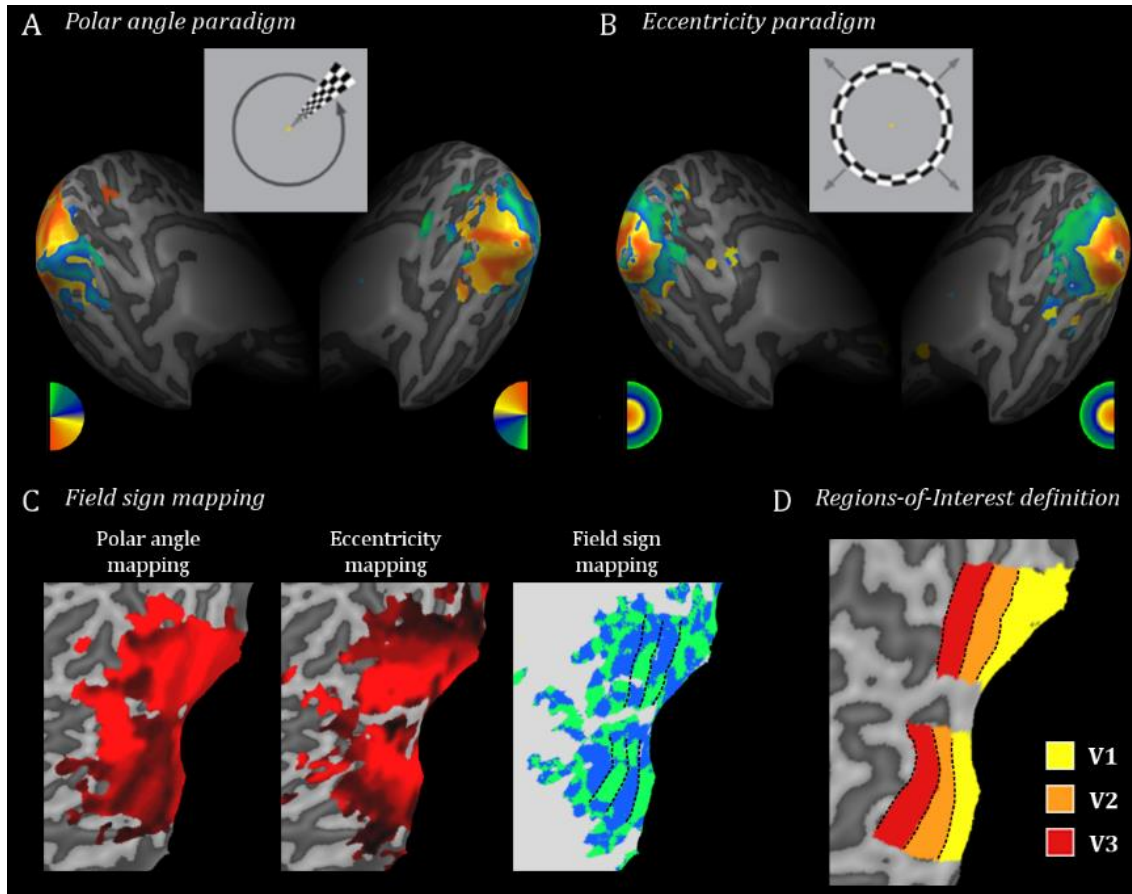 A Polar angle paradigm
B Eccentricity paradigm
C Field sign mapping
Polar angle
mapping
Eccentricity
mapping
Field sign
mapping
D Regions-of-Interest definition
V1
V2
V3